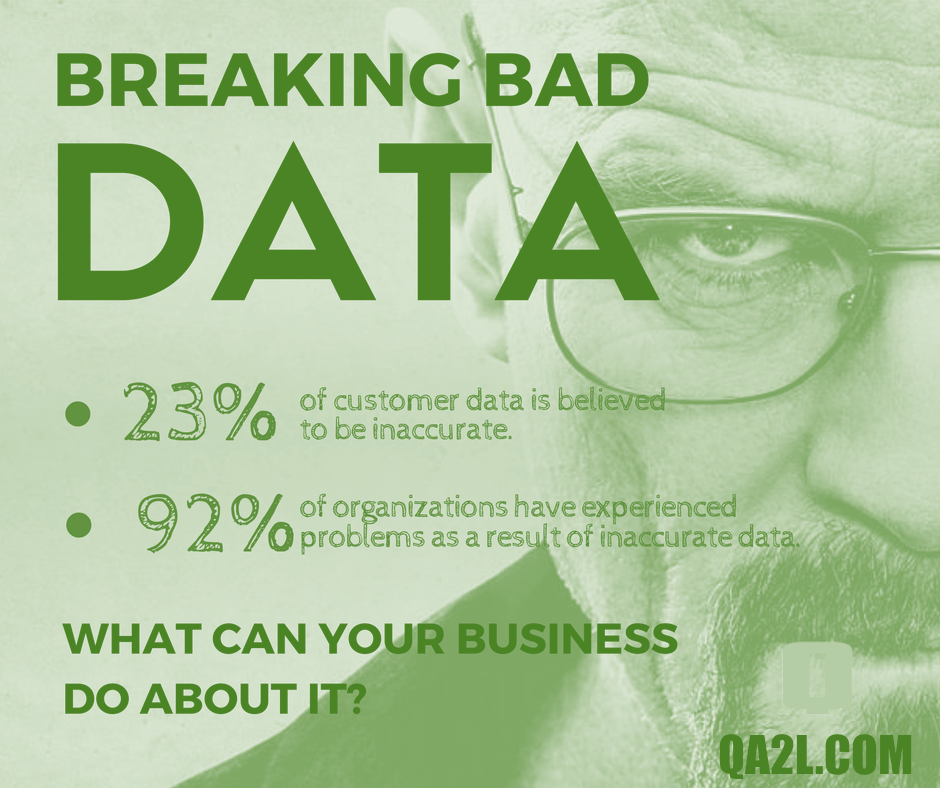 BREAKING BAD
DATA
• 23% of customer data is believed
to be inaccurate.
• 92% of organizations have experienced
problems as a result of inaccurate data.
WHAT CAN YOUR BUSINESS
DO ABOUT IT?
Q
QA2L.COM